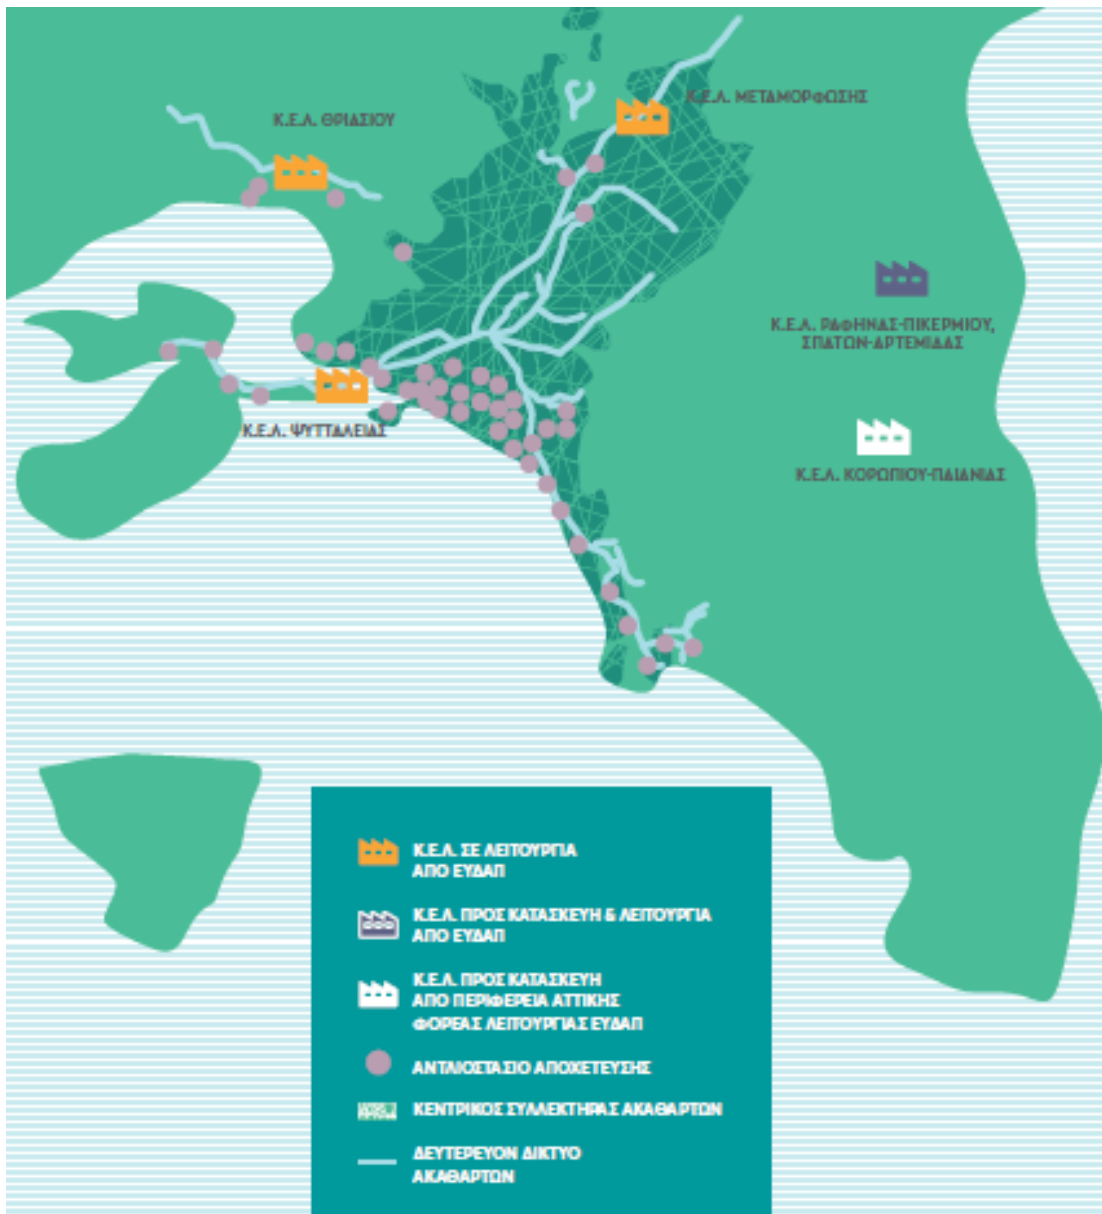 Κ.Ε.Λ. ΜΕΤΑΜΟΡΦΩΣΗΣ
Κ.Ε.Λ. ΘΡΙΑΣΙΟΥ
Κ.Ε.Λ. ΡΑΦΗΝΑΣ-ΠΙΚΕΡΜΙΟΥ,
ΣΠΑΤΩΝ-ΑΡΤΕΜΙΔΑΣ
Κ.Ε.Λ. ΨΥΤΤΑΛΕΙΑΣ
Κ.Ε.Λ. ΚΟΡΩΠΙΟΥ-ΠΑΙΑΝΙΑΣ
Κ.Ε.Λ. ΣΕ ΛΕΙΤΟΥΡΓΙΑ
ΑΠΟ ΕΥΔΑΠ
Κ.Ε.Λ. ΠΡΟΣ ΚΑΤΑΣΚΕΥΗ & ΛΕΙΤΟΥΡΓΙΑ
ΑΠΟ ΕΥΔΑΠ
Κ.Ε.Λ. ΠΡΟΣ ΚΑΤΑΣΚΕΥΗ
ΑΠΟ ΠΕΡΙΦΕΡΕΙΑ ΑΤΤΙΚΗΣ
ΦΟΡΕΑΣ ΛΕΙΤΟΥΡΓΙΑΣ ΕΥΔΑΠ
ΑΝΤΛΙΟΣΤΑΣΙΟ ΑΠΟΧΕΤΕΥΣΗΣ
ΚΕΝΤΡΙΚΟΣ ΣΥΛΛΕΚΤΗΡΑΣ ΑΚΑΘΑΡΤΩΝ
ΔΕΥΤΕΡΕΥΟΝ ΔΙΚΤΥΟ
ΑΚΑΘΑΡΤΩΝ